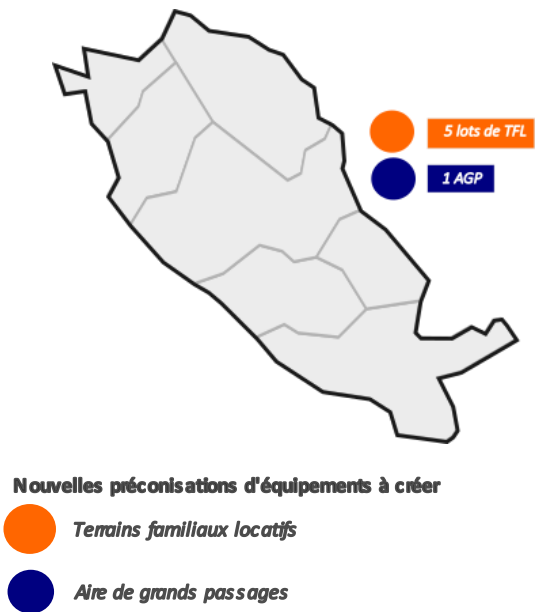 5 lots de TFL
1 AGP
Nouvelles préconisations d'équipements à créer
Terrains familiaux locatifs
Aire de grands passages